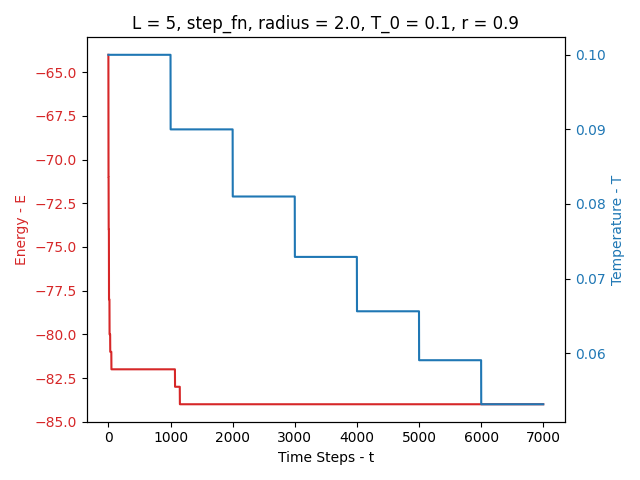 L = 5, step_fn, radius = 2.0, T_0 = 0.1, r = 0.9
−65.0
−67.5
−70.0
−72.5
−75.0
−77.5
−80.0
−82.5
−85.0
Energy - E
0.10
0.09
0.08
0.07
0.06
Temperature - T
0 1000 2000 3000 4000 5000 6000 7000
Time Steps - t